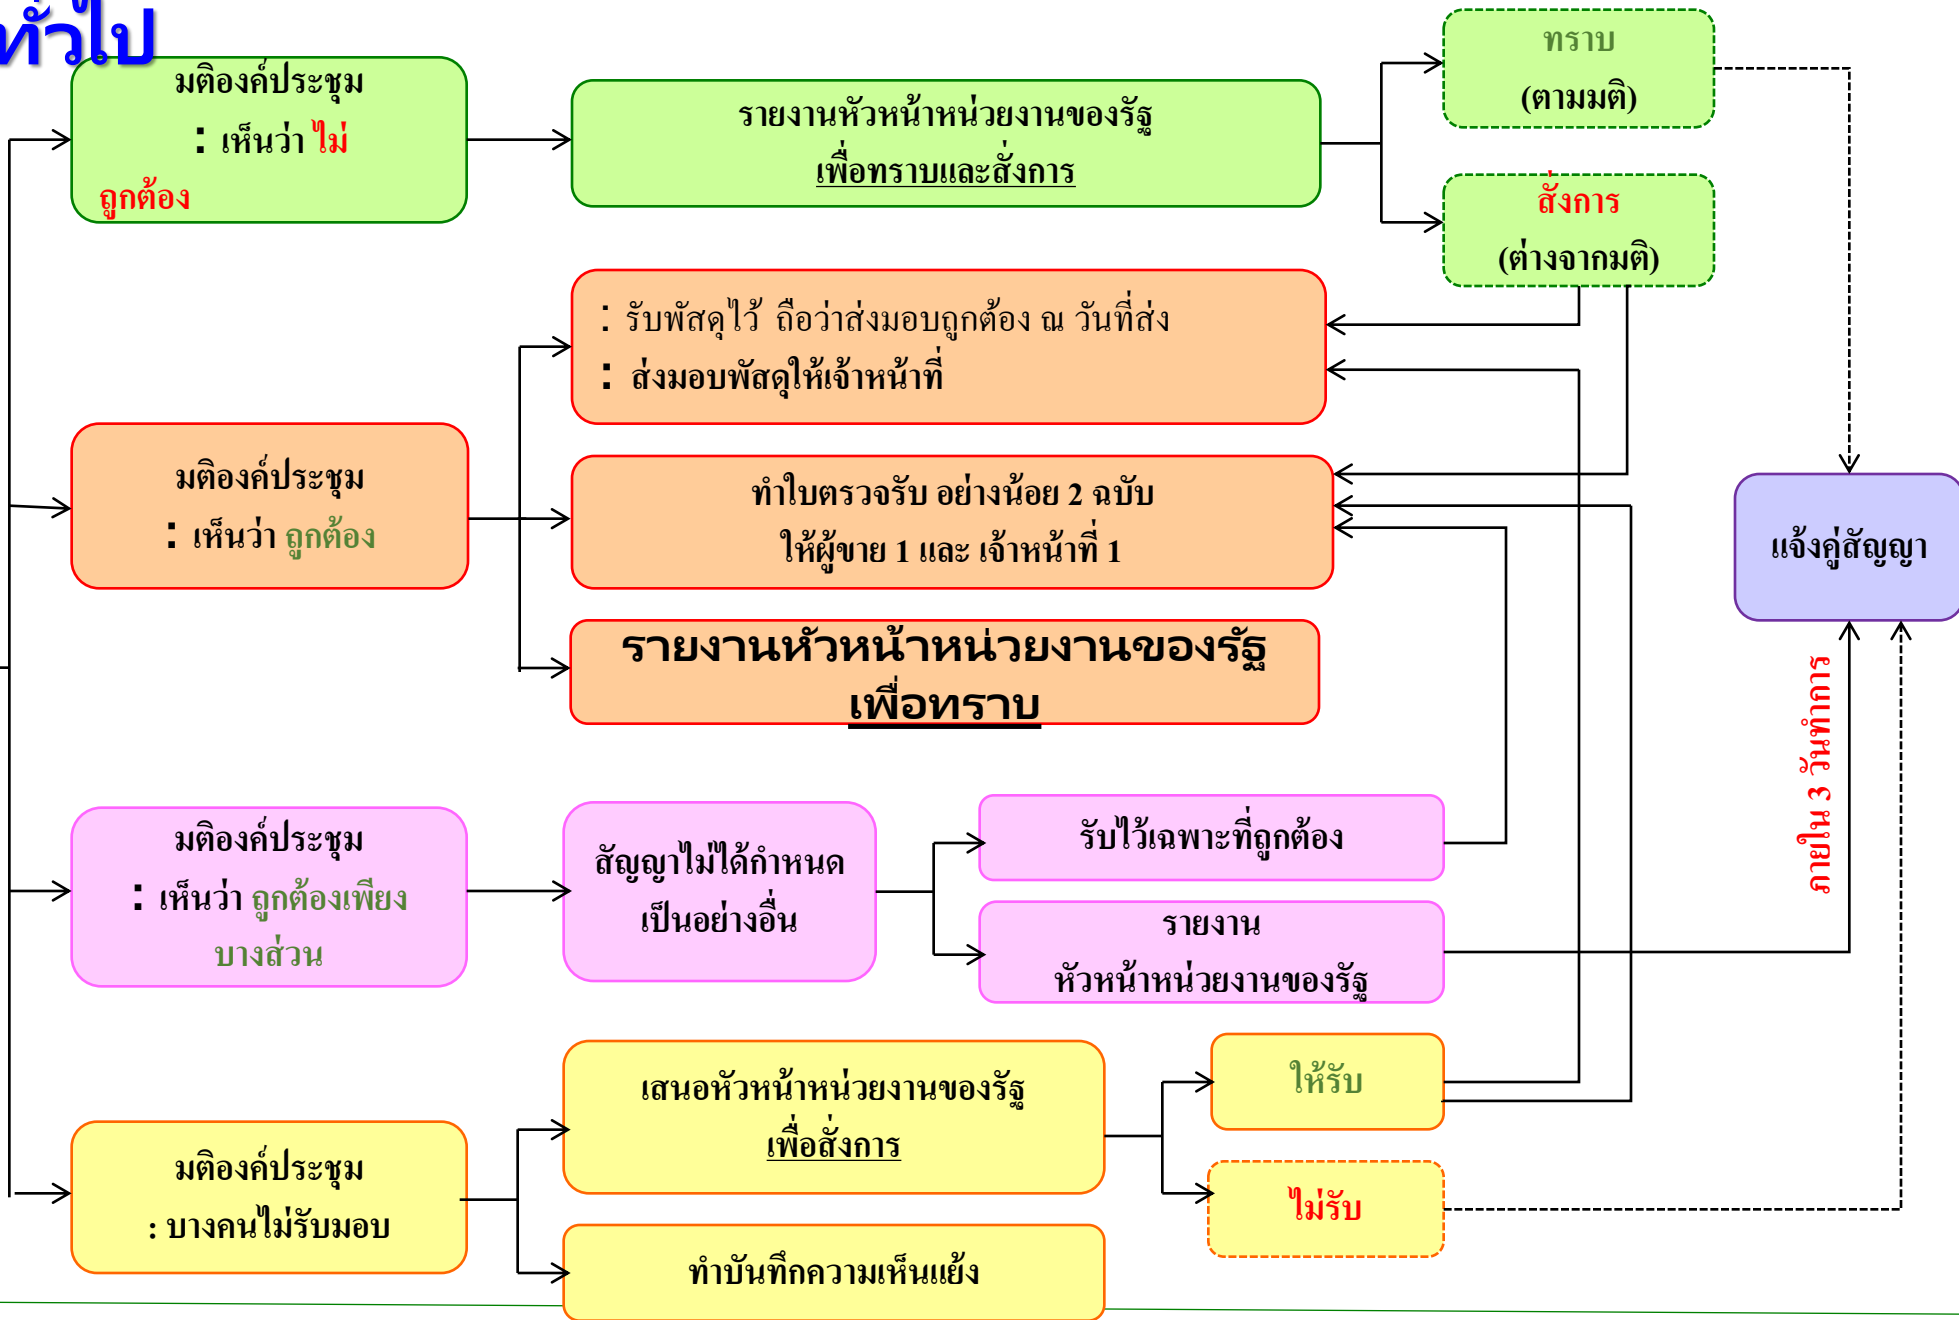 ทั่วไป
มติองค์ประชุม
: เห็นว่า ไม่
ถูกต้อง
รายงานหัวหน้าหน่วยงานของรัฐ
เพื่อทราบและสั่งการ
ทราบ
(ตามมติ)
สั่งการ
(ต่างจากมติ)
: รับพัสดุไว้ ถือว่าส่งมอบถูกต้อง ณ วันที่ส่ง
: ส่งมอบพัสดุให้เจ้าหน้าที่
มติองค์ประชุม
: เห็นว่า ถูกต้อง
ทำใบตรวจรับ อย่างน้อย 2 ฉบับ
ให้ผู้ขาย 1 และ เจ้าหน้าที่ 1
รายงานหัวหน้าหน่วยงานของรัฐ
เพื่อทราบ
แจ้งคู่สัญญา
ภายใน 3 วันทำการ
มติองค์ประชุม
: เห็นว่า ถูกต้องเพียง
บางส่วน
สัญญาไม่ได้กำหนด
เป็นอย่างอื่น
รับไว้เฉพาะที่ถูกต้อง
รายงาน
หัวหน้าหน่วยงานของรัฐ
มติองค์ประชุม
: บางคนไม่รับมอบ
เสนอหัวหน้าหน่วยงานของรัฐ
เพื่อสั่งการ
ทำบันทึกความเห็นแย้ง
ให้รับ
ไม่รับ